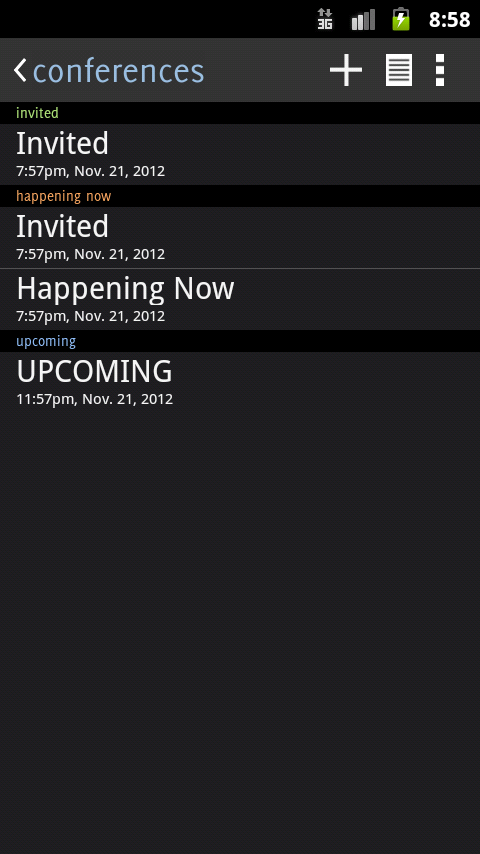 3G 8:58
conferences
invited
Invited
7:57pm, Nov. 21, 2012
happening now
Invited
7:57pm, Nov. 21, 2012
Happening Now
7:57pm, Nov. 21, 2012
upcoming
UPCOMING
11:57pm, Nov. 21, 2012